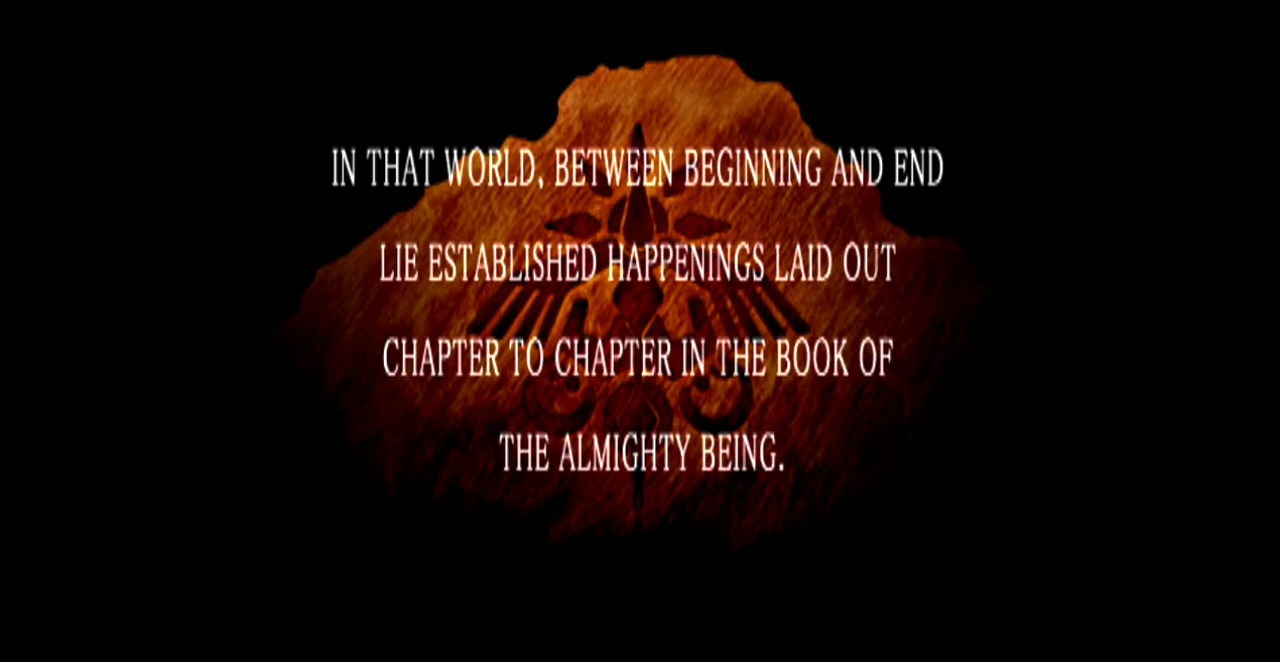 IN THAT WORLD, BETWEEN BEGINNING AND END
LIE ESTABLISHED HAPPENINGS LAID OUT
CHAPTER TO CHAPTER IN THE BOOK OF
THE ALMIGHTY BEING.